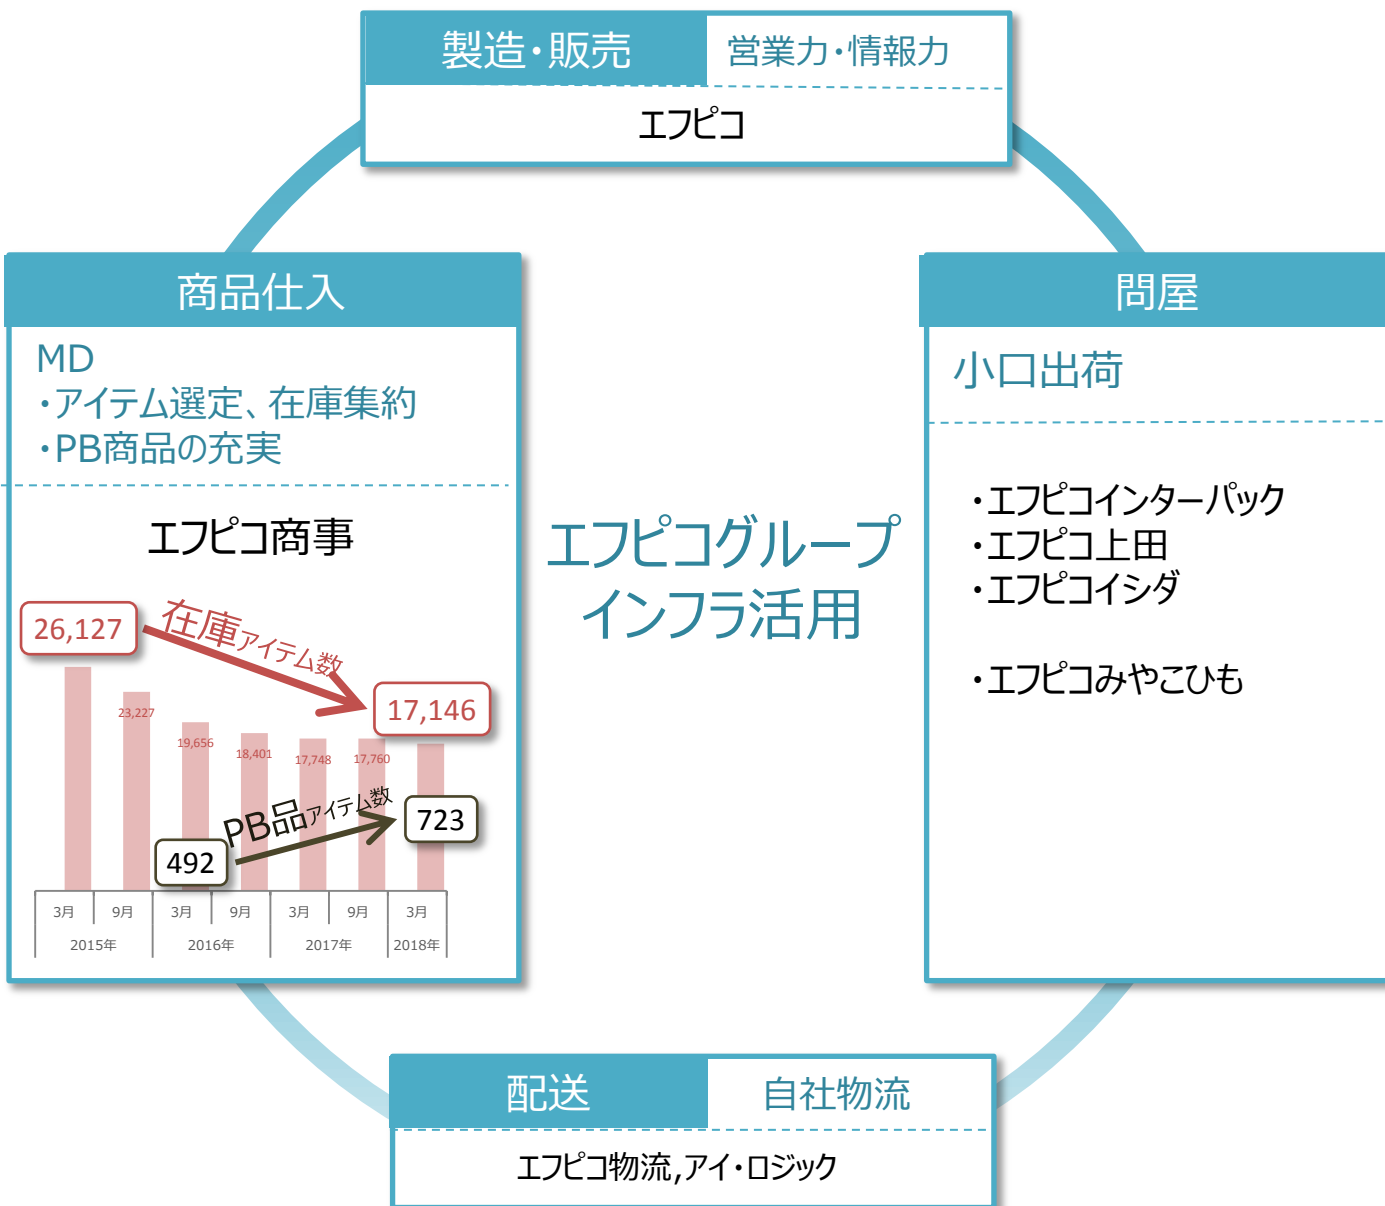 製造・販売
営業力・情報力
エフピコ
商品仕入
MD
・アイテム選定、在庫集約
・PB商品の充実
エフピコ商事
26,127
在庫アイテム数
17,146
23,227
19,656
18,401
17,748
17,760
PB品アイテム数
492
723
3月 9月 3月 9月 3月 9月 3月
2015年 2016年 2017年 2018年
エフピコグループ
インフラ活用
問屋
小口出荷
・エフピコインターパック
・エフピコ上田
・エフピコイシダ
・エフピコみやこひも
配送
自社物流
エフピコ物流,アイ・ロジック